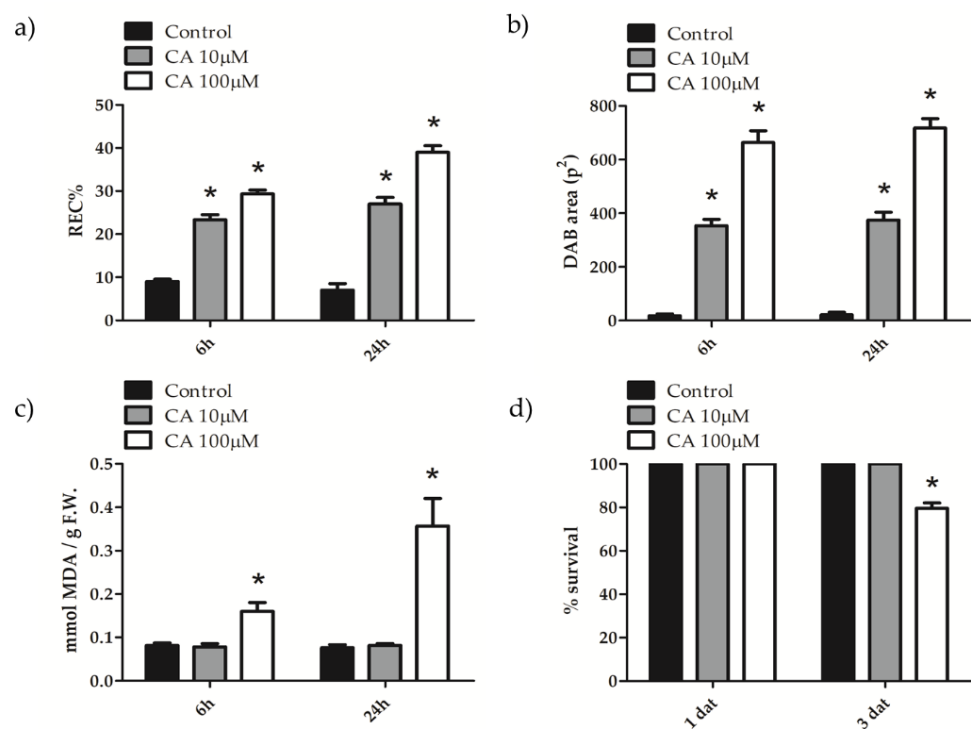 a)
Control
CA 10µM
CA 100µM
50
40
30
20
10
0
REC%
* * * *
6h 24h
b)
Control
CA 10µM
CA 100µM
800
600
400
200
0
DAB area (p²)
* * * *
6h 24h
c)
Control
CA 10µM
CA 100µM
0.5
0.4
0.3
0.2
0.1
0.0
mmol MDA / g F.W.
* *
6h 24h
d)
Control
CA 10µM
CA 100µM
100
80
60
40
20
0
% survival
*
1 dat 3 dat